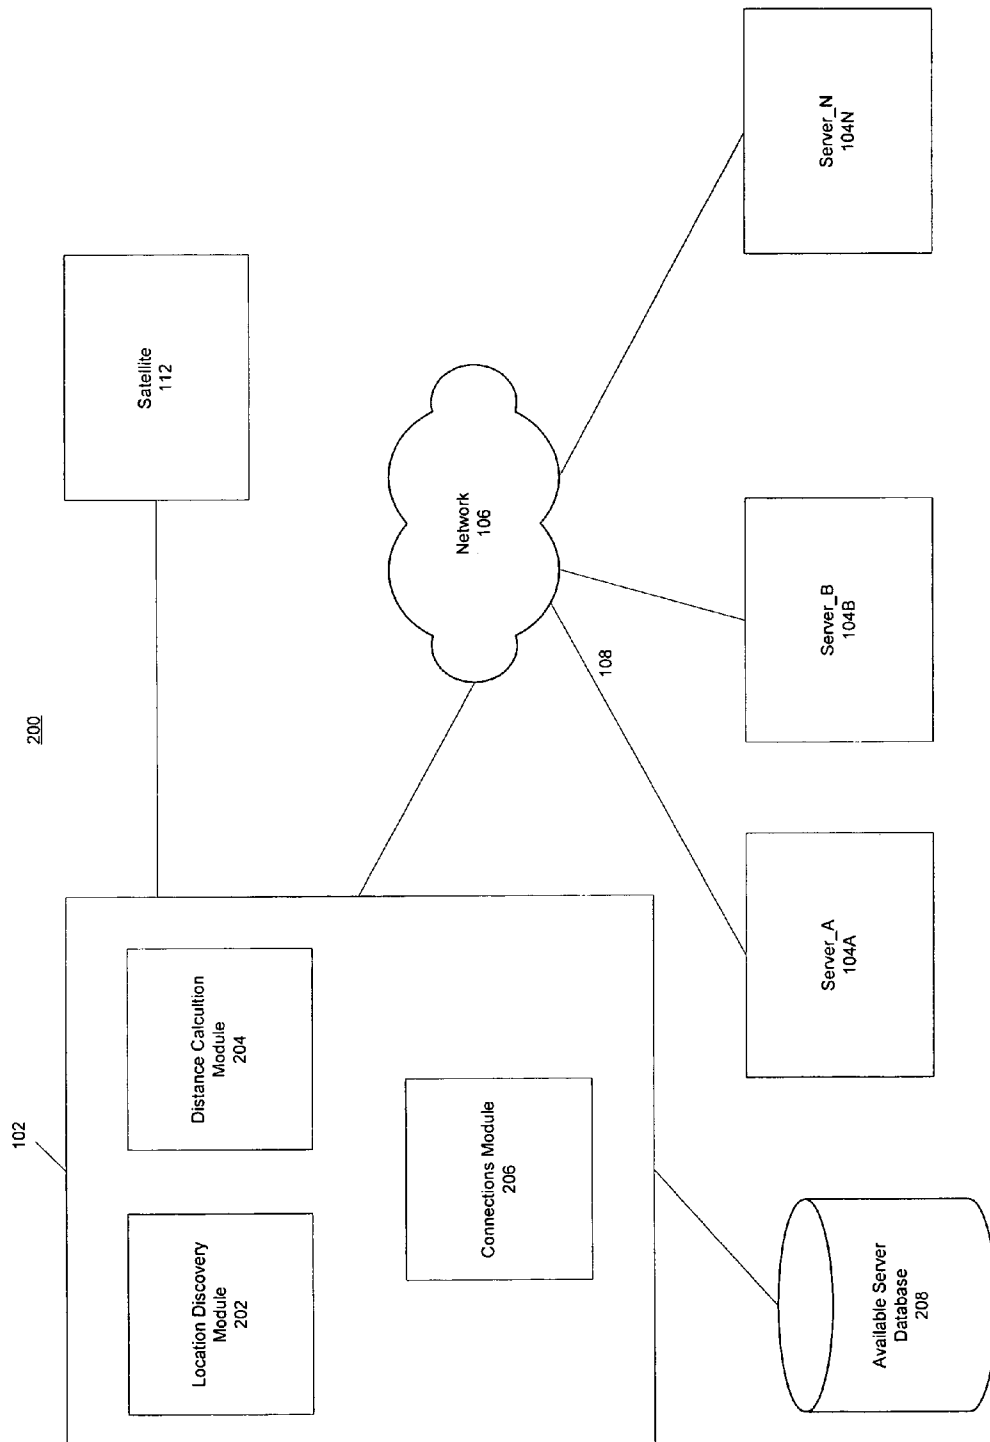 200
102
Location Discovery
Module
202
Distance Calcultion
Module
204
Connections Module
206
Satellite
112
Network
106
108
Available Server
Database
208
Server_A
104A
Server_B
104B
Server_N
104N